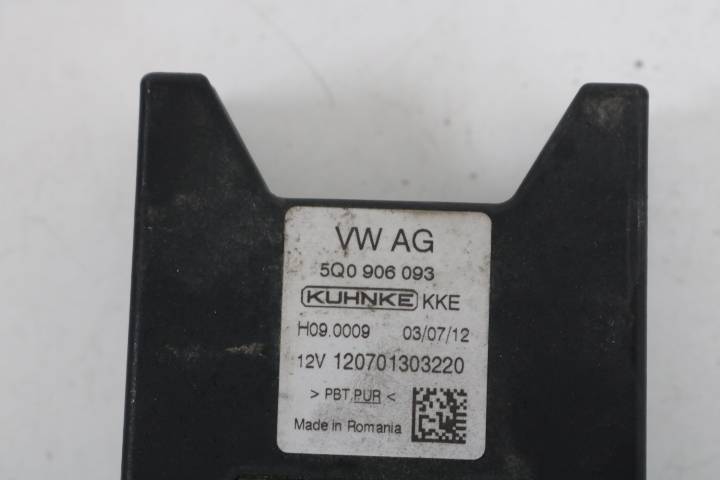 VW AG
5Q0 906 093
KUHNKE KKE
H09.0009 03/07/12
12V 120701303220
> PBT,PUR <
Made in Romania